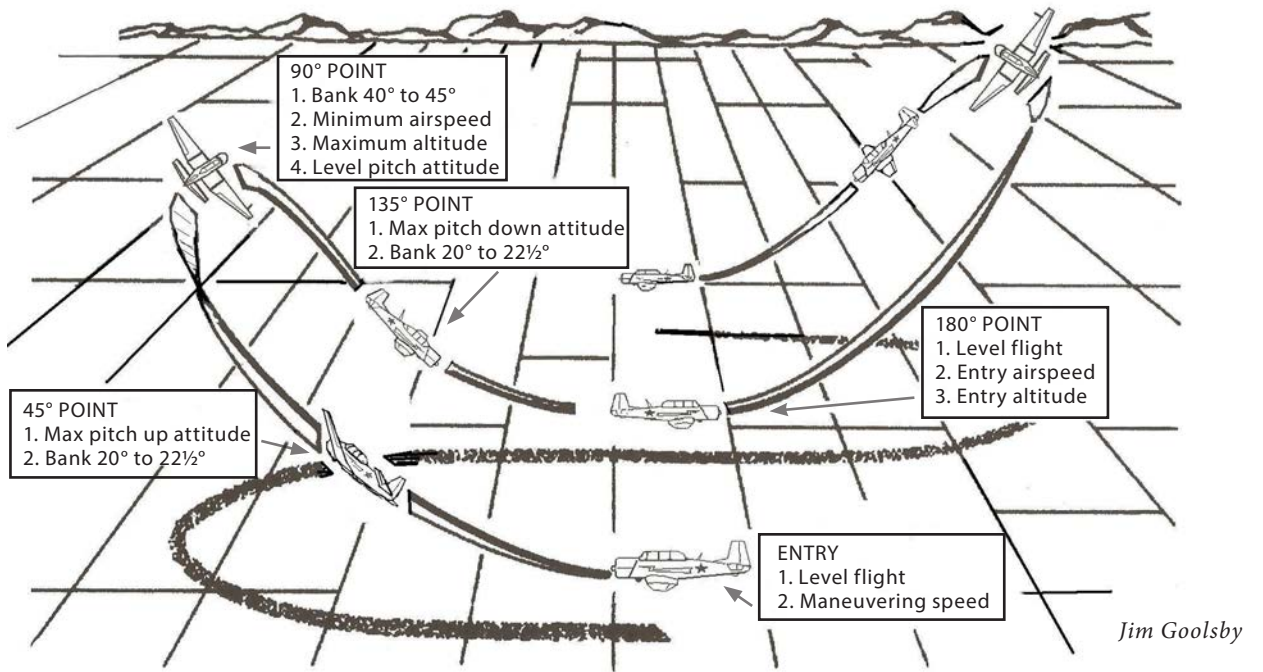 90° POINT
1. Bank 40° to 45°
2. Minimum airspeed
3. Maximum altitude
4. Level pitch attitude
135° POINT
1. Max pitch down attitude
2. Bank 20° to 22½°
180° POINT
1. Level flight
2. Entry airspeed
3. Entry altitude
45° POINT
1. Max pitch up attitude
2. Bank 20° to 22½°
ENTRY
1. Level flight
2. Maneuvering speed
Jim Goolsby